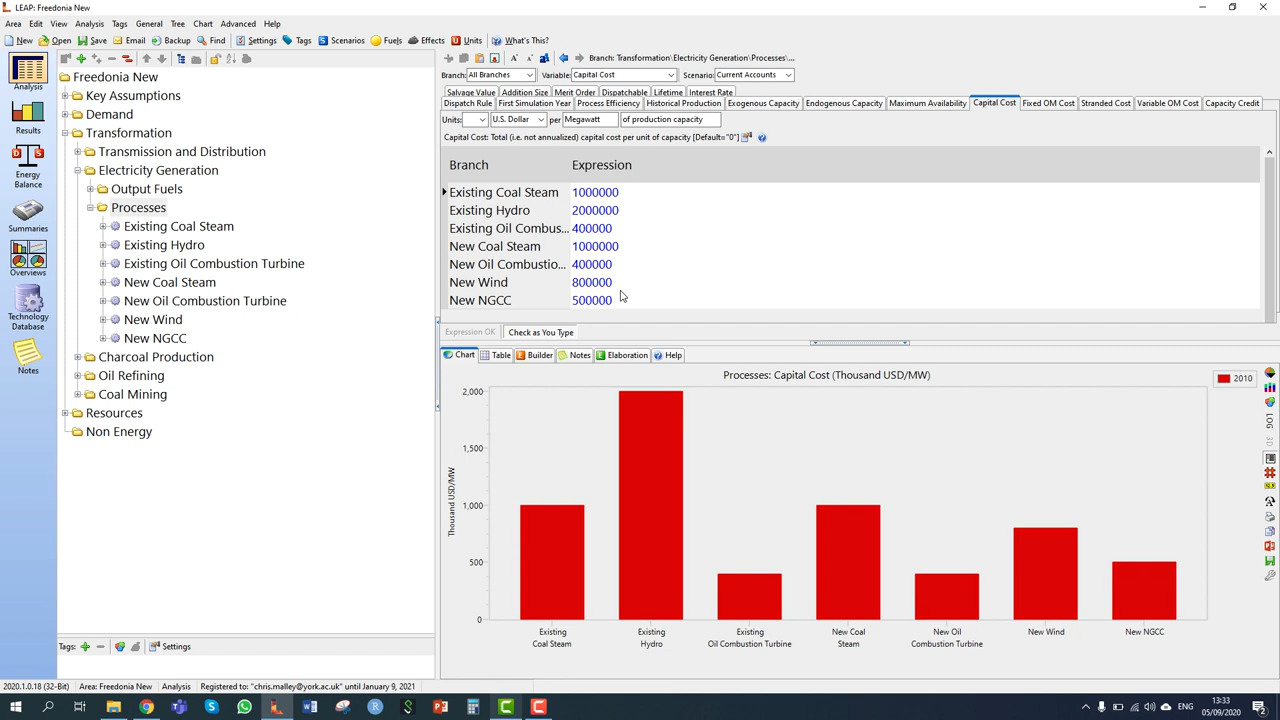 LEAP: Freedonia New
Area Edit View Analysis Tags General Tree Chart Advanced Help
New Open Save Email Backup Find Settings Tags Scenarios Fuels Effects Units What's This?
Branch: Transformation\Electricity Generation\Processes\...
Branch: All Branches Variable: Capital Cost Scenario: Current Accounts
Salvage Value Addition Size Merit Order Dispatchable Lifetime Interest Rate
Dispatch Rule First Simulation Year Process Efficiency Historical Production Exogenous Capacity Endogenous Capacity Maximum Availability Capital Cost Fixed OM Cost Stranded Cost Variable OM Cost Capacity Credit
Units: U.S. Dollar per Megawatt of production capacity
Capital Cost: Total (i.e. not annualized) capital cost per unit of capacity [Default="0"]
Branch Expression
Existing Coal Steam 1000000
Existing Hydro 2000000
Existing Oil Combus... 400000
New Coal Steam 1000000
New Oil Combustio... 400000
New Wind 800000
New NGCC 500000
Expression OK Check as You Type
Chart Table Builder Notes Elaboration Help
Analysis
Results
Energy
Balance
Summaries
Overviews
Technology
Database
Notes
Freedonia New
Key Assumptions
Demand
Transformation
Transmission and Distribution
Electricity Generation
Output Fuels
Processes
Existing Coal Steam
Existing Hydro
Existing Oil Combustion Turbine
New Coal Steam
New Oil Combustion Turbine
New Wind
New NGCC
Charcoal Production
Oil Refining
Coal Mining
Resources
Non Energy
Processes: Capital Cost (Thousand USD/MW)
2010
Thousand USD/MW
2,000
1,500
1,000
500
0
Existing
Coal Steam
Existing
Hydro
Existing
Oil Combustion Turbine
New Coal
Steam
New Oil
Combustion Turbine
New Wind
New NGCC
LOG
3D
Tags: Settings
2020.1.0.18 (32-Bit) Area: Freedonia New Analysis Registered to: "chris.malley@york.ac.uk" until January 9, 2021
ENG
13:33
05/09/2020
2